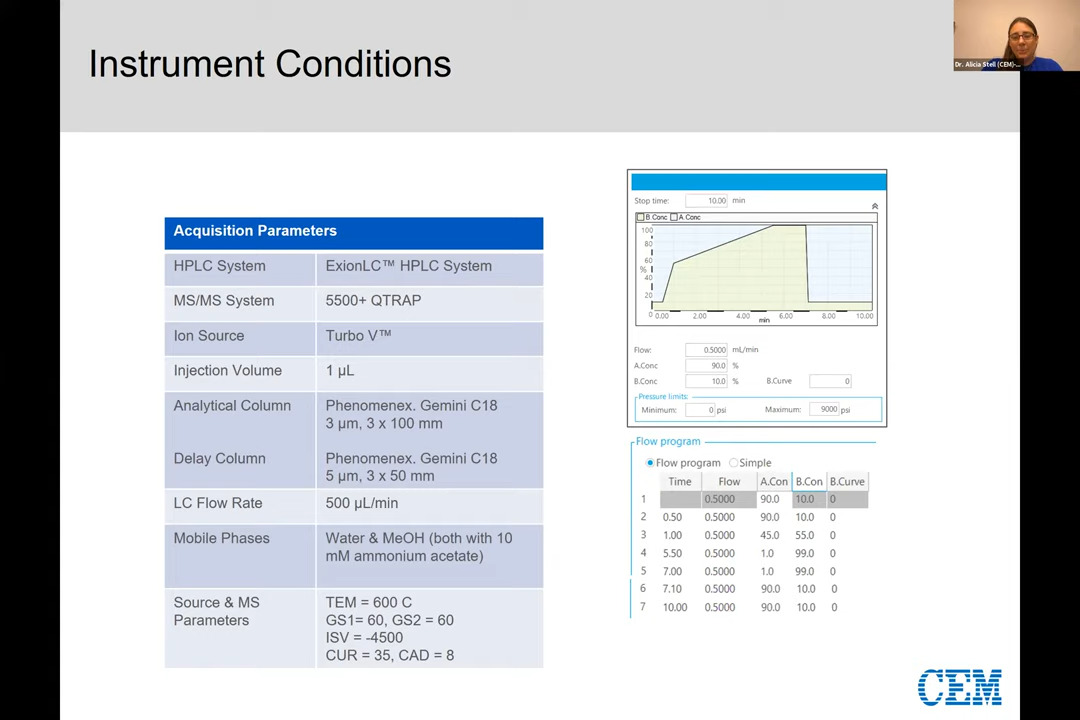 Instrument Conditions
Dr. Alicia Stell (CEM)-...
Acquisition Parameters
HPLC System ExionLC™ HPLC System
MS/MS System 5500+ QTRAP
Ion Source Turbo V™
Injection Volume 1 µL
Analytical Column Phenomenex. Gemini C18
3 µm, 3 x 100 mm
Delay Column Phenomenex. Gemini C18
5 µm, 3 x 50 mm
LC Flow Rate 500 µL/min
Mobile Phases Water & MeOH (both with 10
mM ammonium acetate)
Source & MS TEM = 600 C
Parameters GS1= 60, GS2 = 60
ISV = -4500
CUR = 35, CAD = 8
Stop time: 10.00 min
B.Conc A.Conc
100
80
60
%
40
20
0
0.00 2.00 4.00 6.00 8.00 10.00
min
Flow: 0.5000 mL/min
A.Conc 90.0 %
B.Conc 10.0 % B.Curve 0
Pressure limits:
Minimum: 0 psi Maximum: 9000 psi
Flow program
Flow program Simple
Time Flow A.Con B.Con B.Curve
1 0.5000 90.0 10.0 0
2 0.50 0.5000 90.0 10.0 0
3 1.00 0.5000 45.0 55.0 0
4 5.50 0.5000 1.0 99.0 0
5 7.00 0.5000 1.0 99.0 0
6 7.10 0.5000 90.0 10.0 0
7 10.00 0.5000 90.0 10.0 0
CEM